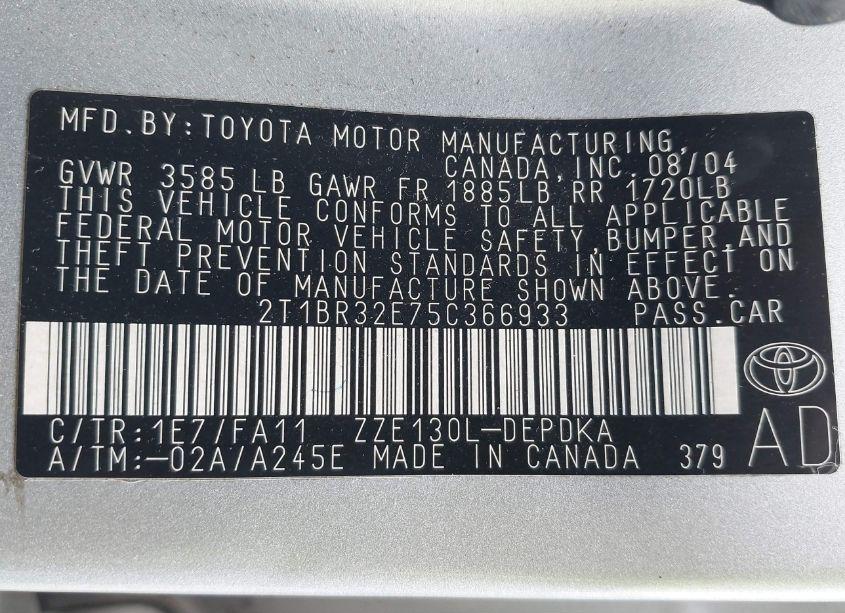 MFD.BY:TOYOTA MOTOR MANUFACTURING,
CANADA,INC.08/04
GVWR 3585LB GAWR FR 1885LB RR 1720LB
THIS VEHICLE CONFORMS TO ALL APPLICABLE
FEDERAL MOTOR VEHICLE SAFETY,BUMPER,AND
THEFT PREVENTION STANDARDS IN EFFECT ON
THE DATE OF MANUFACTURE SHOWN ABOVE.
2T1BR32E75C366933 PASS.CAR
C/TR:1E7/FA11 ZZE130L-DEPDKA
A/TM:-02A/A245E MADE IN CANADA 379
AD